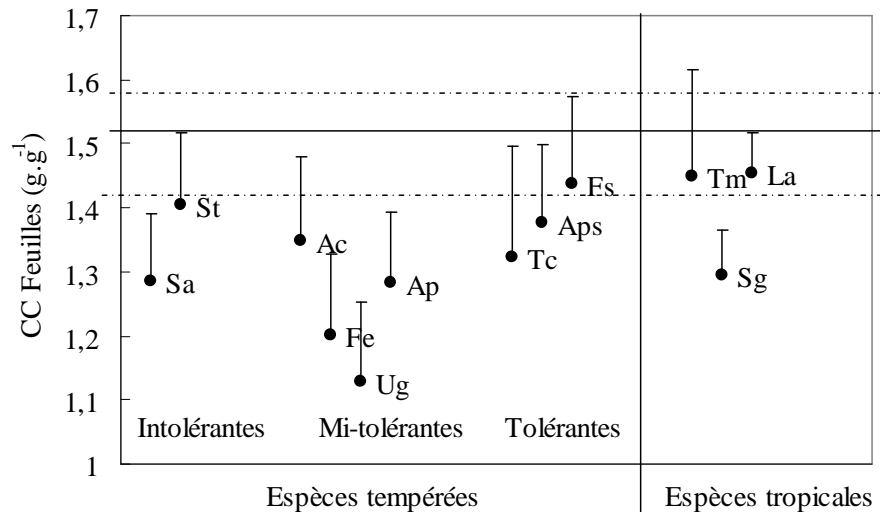 CC Feuilles (g.g-1)
1,7
1,6
1,5
1,4
1,3
1,2
1,1
1
Sa
St
Ac
Fe
Ug
Ap
Tc
Aps
Fs
Tm
La
Sg
Intolérantes
Mi-tolérantes
Tolérantes
Espèces tempérées
Espèces tropicales